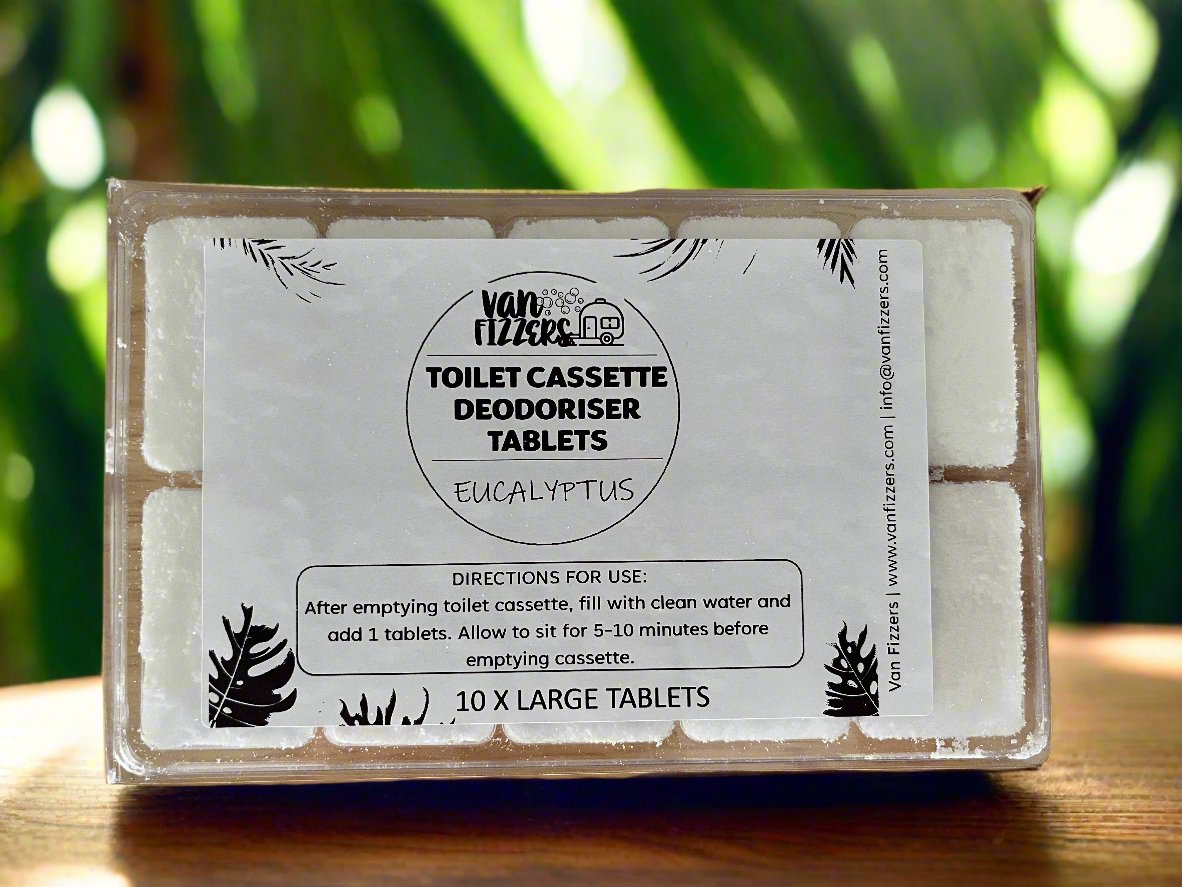 van
FIZZERS
TOILET CASSETTE
DEODORISER
TABLETS
EUCALYPTUS
DIRECTIONS FOR USE:
After emptying toilet cassette, fill with clean water and
add 1 tablets. Allow to sit for 5-10 minutes before
emptying cassette.
10 X LARGE TABLETS
Van Fizzers | www.vanfizzers.com | info@vanfizzers.com